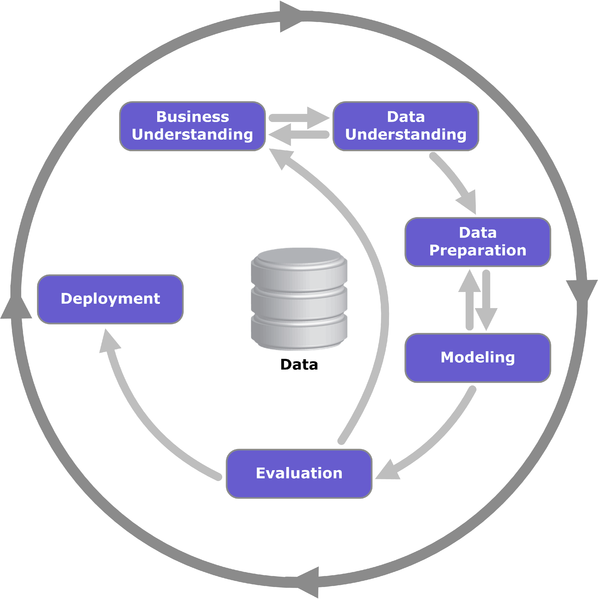 Business
Understanding
Data
Understanding
Data
Preparation
Modeling
Evaluation
Deployment
Data